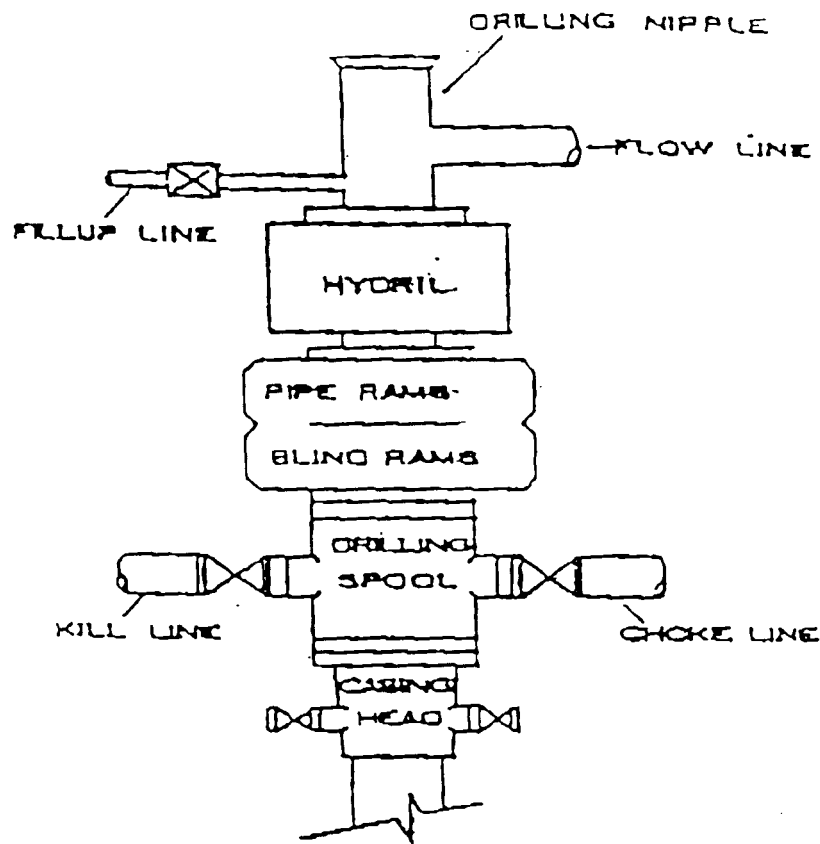 DRILLING NIPPLE
FLOW LINE
FILLUP LINE
HYDRIL
PIPE RAMS
BLIND RAMS
DRILLING
SPOOL
KILL LINE
CHOKE LINE
CASING
HEAD